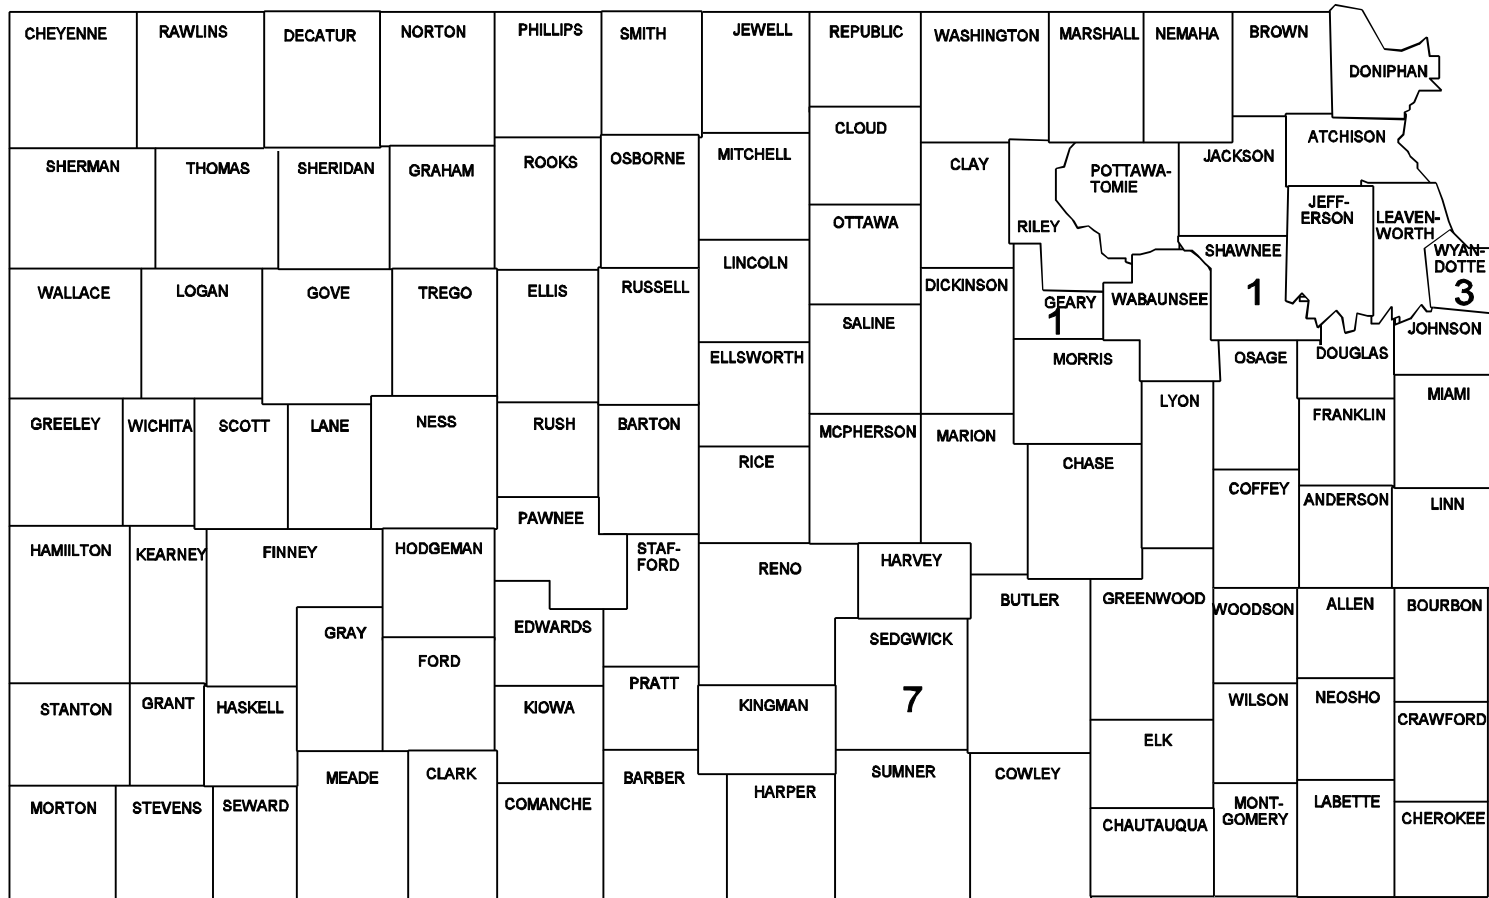 CHEYENNE
RAWLINS
DECATUR
NORTON
PHILLIPS
SMITH
JEWELL
REPUBLIC
WASHINGTON
MARSHALL
NEMAHA
BROWN
DONIPHAN
CLOUD
ATCHISON
SHERMAN
THOMAS
SHERIDAN
GRAHAM
ROOKS
OSBORNE
MITCHELL
CLAY
POTTAWA-
TOMIE
JACKSON
RILEY
OTTAWA
JEFF-
ERSON
LEAVEN-
WORTH
SHAWNEE
1
WYAN-
DOTTE
3
WALLACE
LOGAN
GOVE
TREGO
ELLIS
RUSSELL
LINCOLN
DICKINSON
GEARY
1
WABAUNSEE
SALINE
JOHNSON
ELLSWORTH
MORRIS
OSAGE
DOUGLAS
MIAMI
GREELEY
WICHITA
SCOTT
LANE
NESS
RUSH
BARTON
LYON
FRANKLIN
MCPHERSON
MARION
RICE
CHASE
COFFEY
ANDERSON
LINN
PAWNEE
HAMIILTON
KEARNEY
FINNEY
HODGEMAN
STAF-
FORD
RENO
HARVEY
BUTLER
GREENWOOD
WOODSON
ALLEN
BOURBON
GRAY
EDWARDS
SEDGWICK
7
FORD
PRATT
STANTON
GRANT
HASKELL
KIOWA
KINGMAN
WILSON
NEOSHO
CRAWFORD
ELK
MEADE
CLARK
BARBER
SUMNER
COWLEY
MORTON
STEVENS
SEWARD
COMANCHE
HARPER
CHAUTAUQUA
MONT-
GOMERY
LABETTE
CHEROKEE